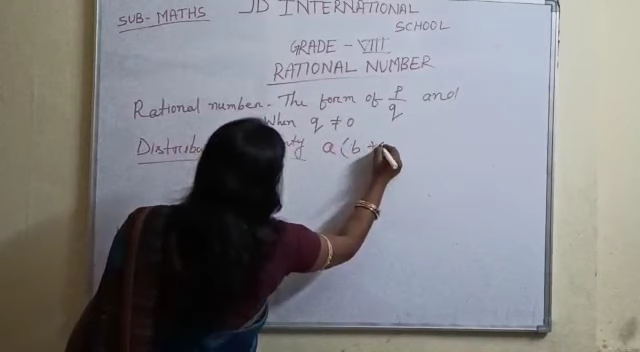 SUB- MATHS JD INTERNATIONAL
SCHOOL
GRADE - VIII
RATIONAL NUMBER
Rational number - The form of p/q and
When q ≠ 0
a (b +